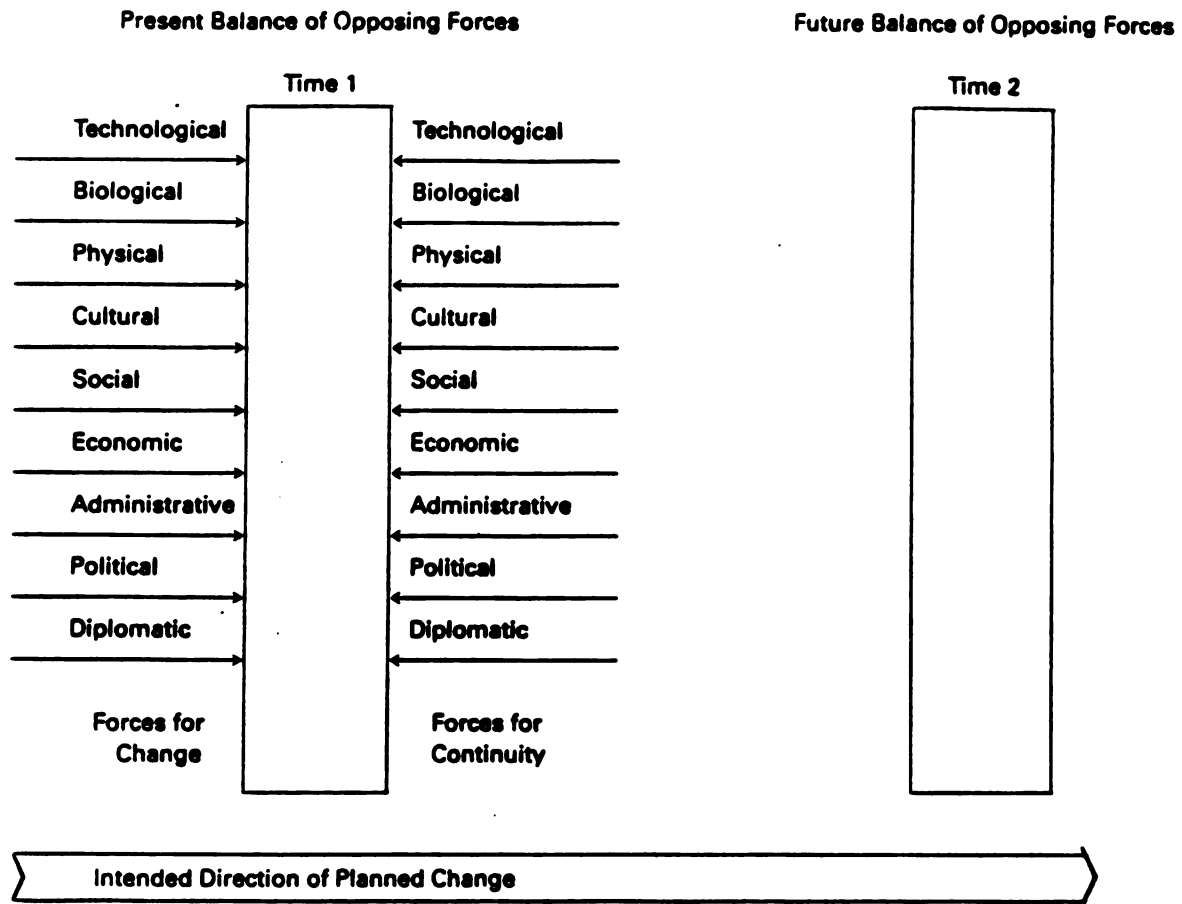 Present Balance of Opposing Forces
Future Balance of Opposing Forces
Time 1
Time 2
Technological
Technological
Biological
Biological
Physical
Physical
Cultural
Cultural
Social
Social
Economic
Economic
Administrative
Administrative
Political
Political
Diplomatic
Diplomatic
Forces for
Change
Forces for
Continuity
Intended Direction of Planned Change